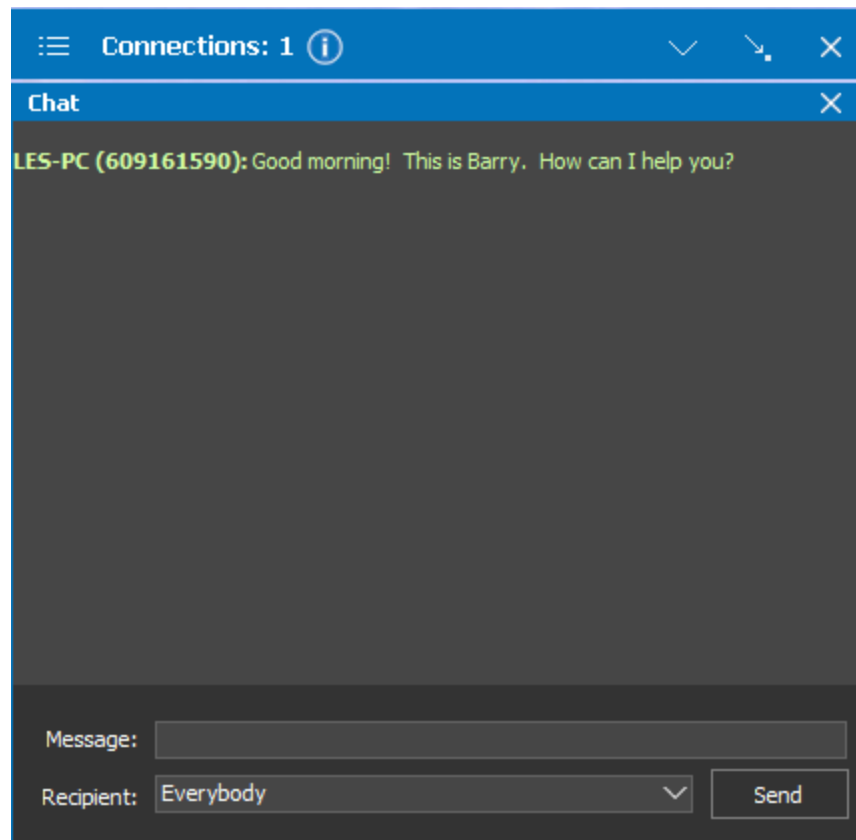 Connections: 1
Chat
LES-PC (609161590): Good morning!  This is Barry.  How can I help you?
Message:
Recipient: Everybody Send